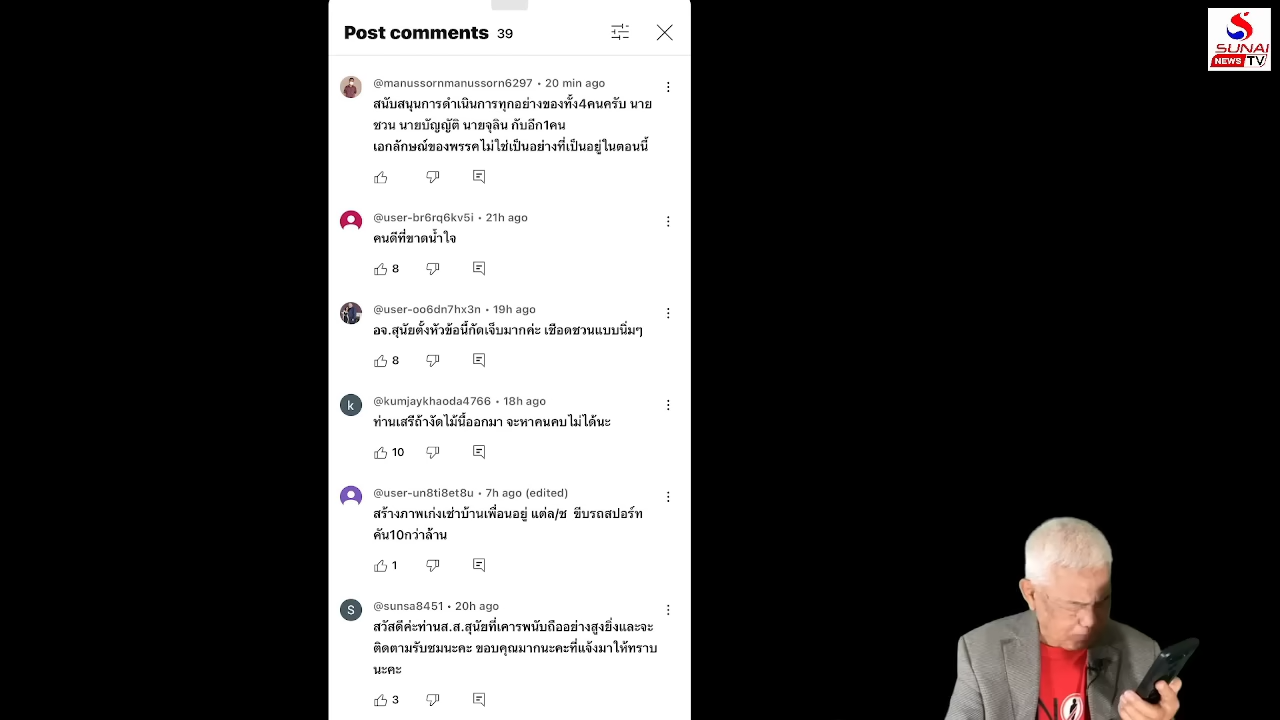 Post comments 39
SUNAI
NEWS TV
@manussornmanussorn6297 • 20 min ago
สนับสนุนการดำเนินการทุกอย่างของทั้ง4คนครับ นาย
ชวน นายบัญญัติ นายจุลิน กับอีก1คน
เอกลักษณ์ของพรรคไม่ใช่เป็นอย่างที่เป็นอยู่ในตอนนี้
@user-br6rq6kv5i • 21h ago
คนดีที่ขาดน้ำใจ
8
@user-oo6dn7hx3n • 19h ago
อจ.สุนัยตั้งหัวข้อนี้กัดเจ็บมากค่ะ เชือดชวนแบบนิ่มๆ
8
@kumjaykhaoda4766 • 18h ago
ท่านเสรีถ้างัดไม้นี้ออกมา จะหาคนคบไม่ได้นะ
10
@user-un8ti8et8u • 7h ago (edited)
สร้างภาพเก่งเช่าบ้านเพื่อนอยู่ แต่ล/ช ขีบรถสปอร์ท
คัน10กว่าล้าน
1
@sunsa8451 • 20h ago
สวัสดีค่ะท่านส.ส.สุนัยที่เคารพนับถืออย่างสูงยิ่งและจะ
ติดตามรับชมนะคะ ขอบคุณมากนะคะที่แจ้งมาให้ทราบ
นะคะ
3